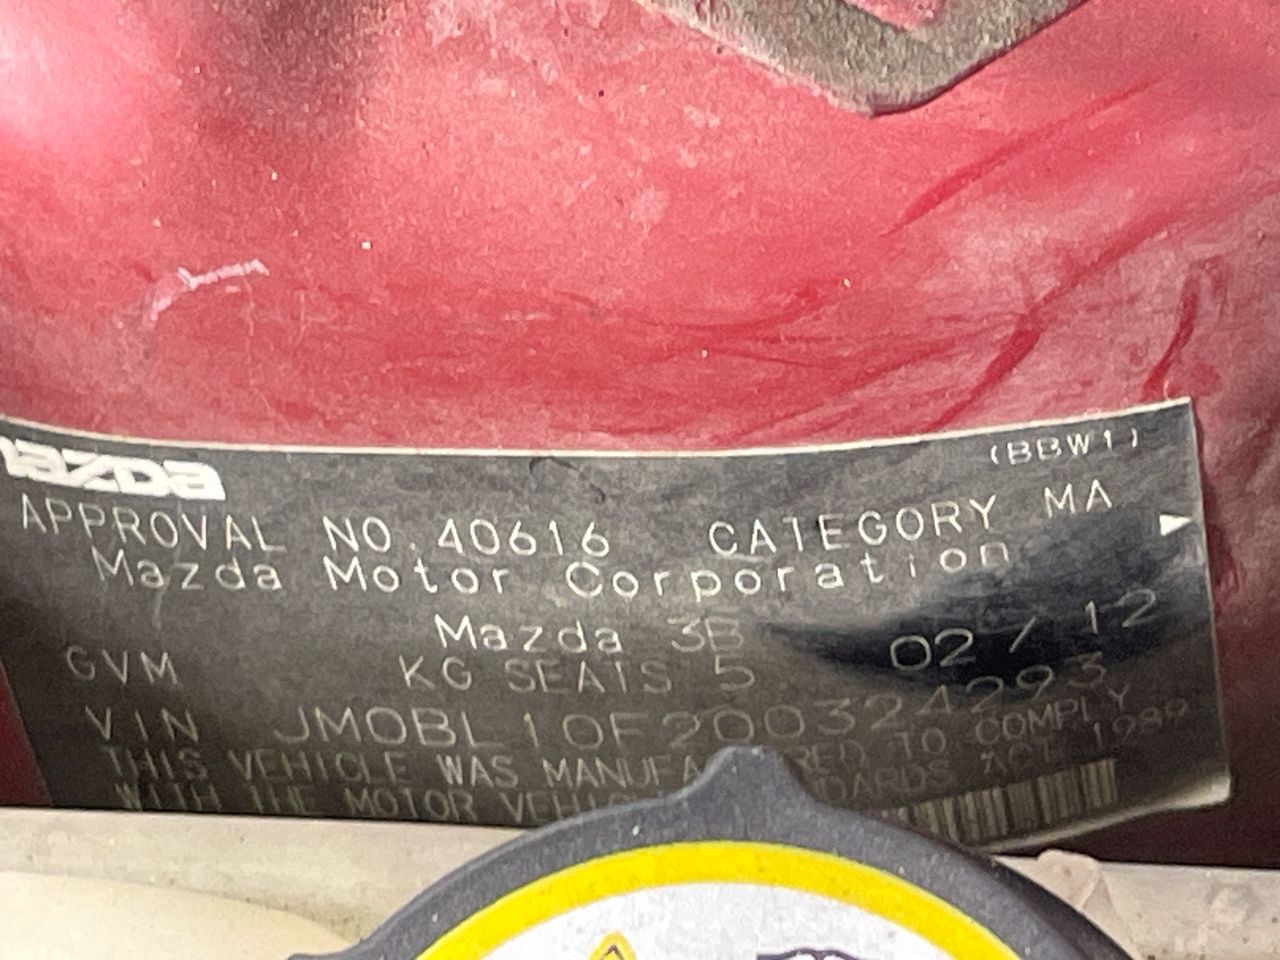 (BBW1)
mazda
APPROVAL NO.40616 CATEGORY MA
Mazda Motor Corporation
Mazda 3B 02 / 12
GVM KG SEATS 5
VIN JM0BL10F200324293
THIS VEHICLE WAS MANUFA RED TO COMPLY
WITH THE MOTOR VEHIC DARDS ACT 1989